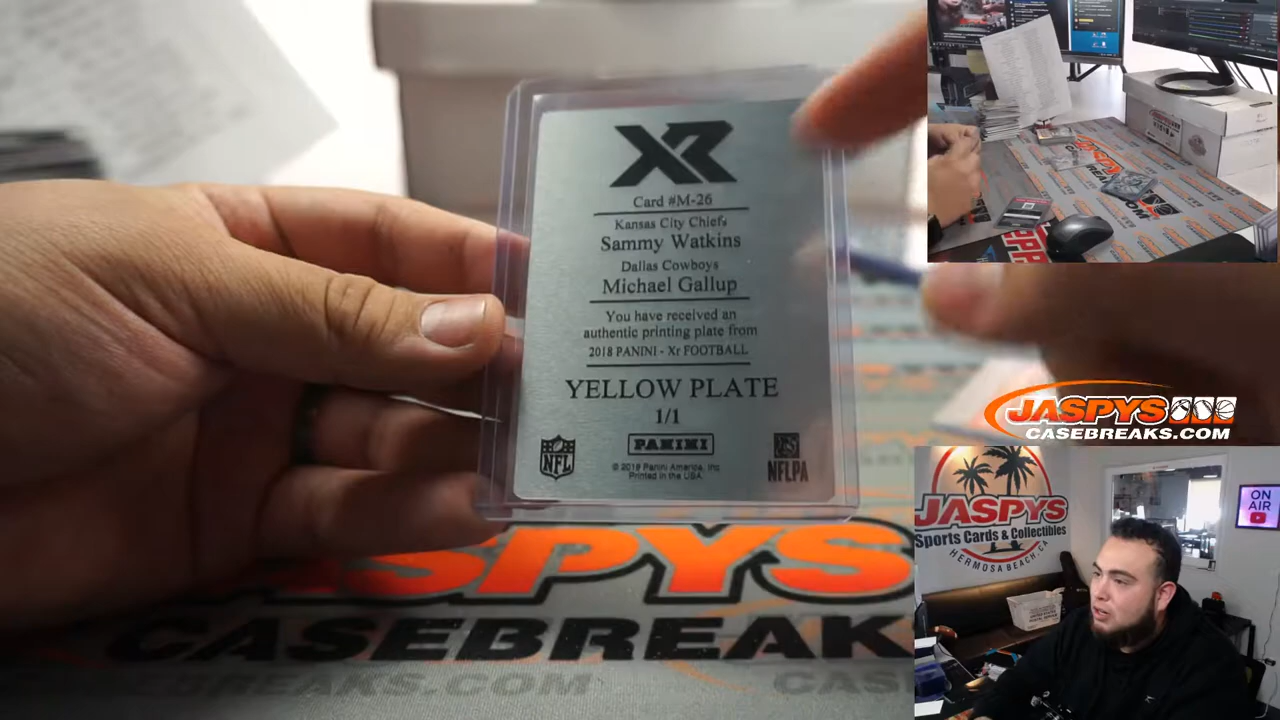 XR
Card #M-26
Kansas City Chiefs
Sammy Watkins
Dallas Cowboys
Michael Gallup
You have received an
authentic printing plate from
2018 PANINI - Xr FOOTBALL
YELLOW PLATE
1/1
PANINI
NFL
NFLPA
© 2019 Panini America, Inc
Printed in the USA
JASPYS
CASEBREAKS.COM
JASPYS
Sports Cards & Collectibles
HERMOSA BEACH, CA
ON
AIR
SPYS
CASEBREAK